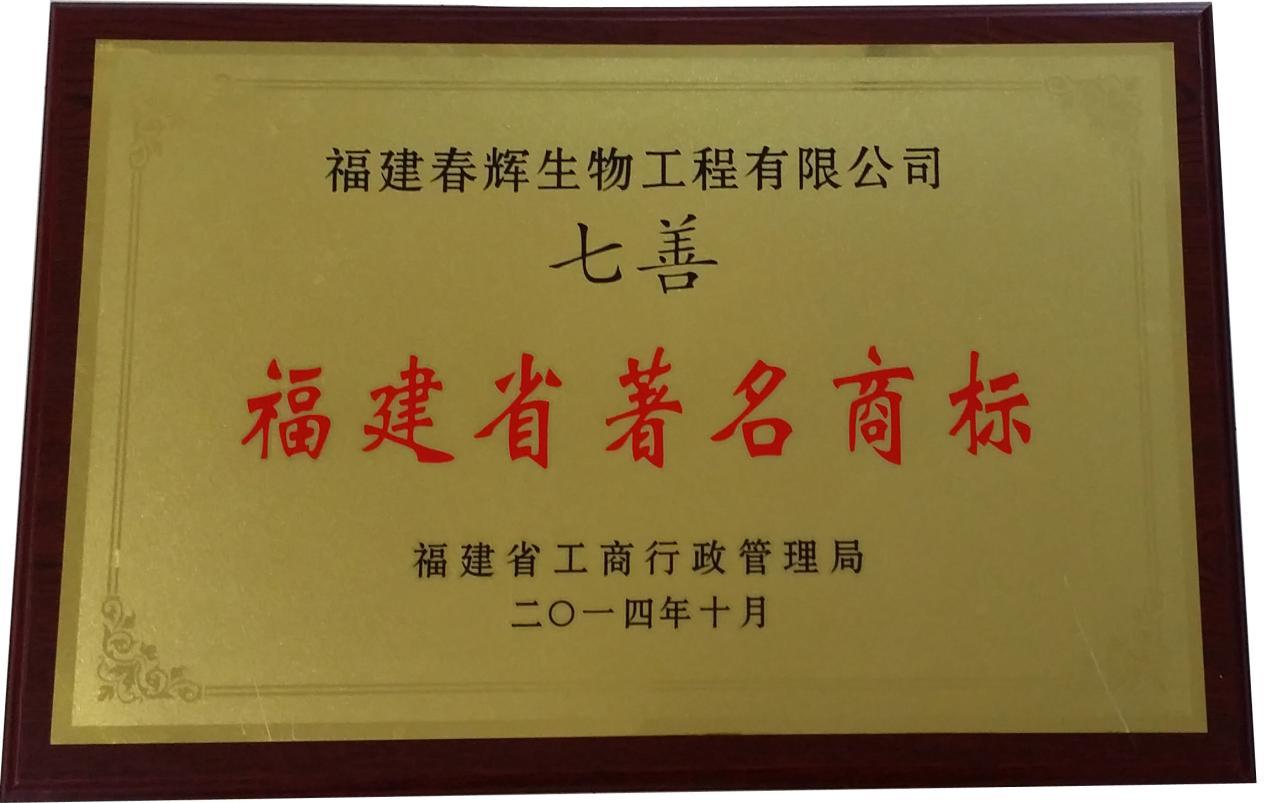 福建春辉生物工程有限公司
七善
福建省著名商标
福建省工商行政管理局
二〇一四年十月